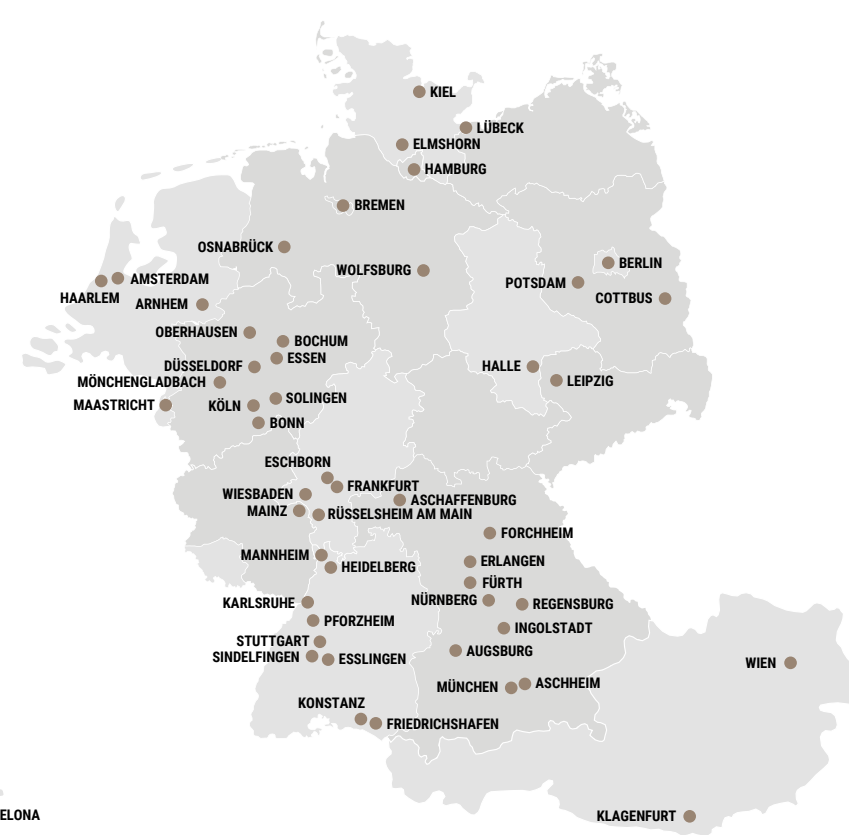 KIEL
LÜBECK
ELMSHORN
HAMBURG
BREMEN
OSNABRÜCK
WOLFSBURG
BERLIN
AMSTERDAM
POTSDAM
HAARLEM
COTTBUS
ARNHEM
OBERHAUSEN
BOCHUM
ESSEN
DÜSSELDORF
HALLE
MÖNCHENGLADBACH
LEIPZIG
MAASTRICHT
SOLINGEN
KÖLN
BONN
ESCHBORN
FRANKFURT
WIESBADEN
ASCHAFFENBURG
MAINZ
RÜSSELSHEIM AM MAIN
FORCHHEIM
MANNHEIM
ERLANGEN
HEIDELBERG
FÜRTH
NÜRNBERG
KARLSRUHE
REGENSBURG
PFORZHEIM
INGOLSTADT
STUTTGART
AUGSBURG
SINDELFINGEN
ESSLINGEN
WIEN
ASCHHEIM
MÜNCHEN
KONSTANZ
FRIEDRICHSHAFEN
ELONA
KLAGENFURT